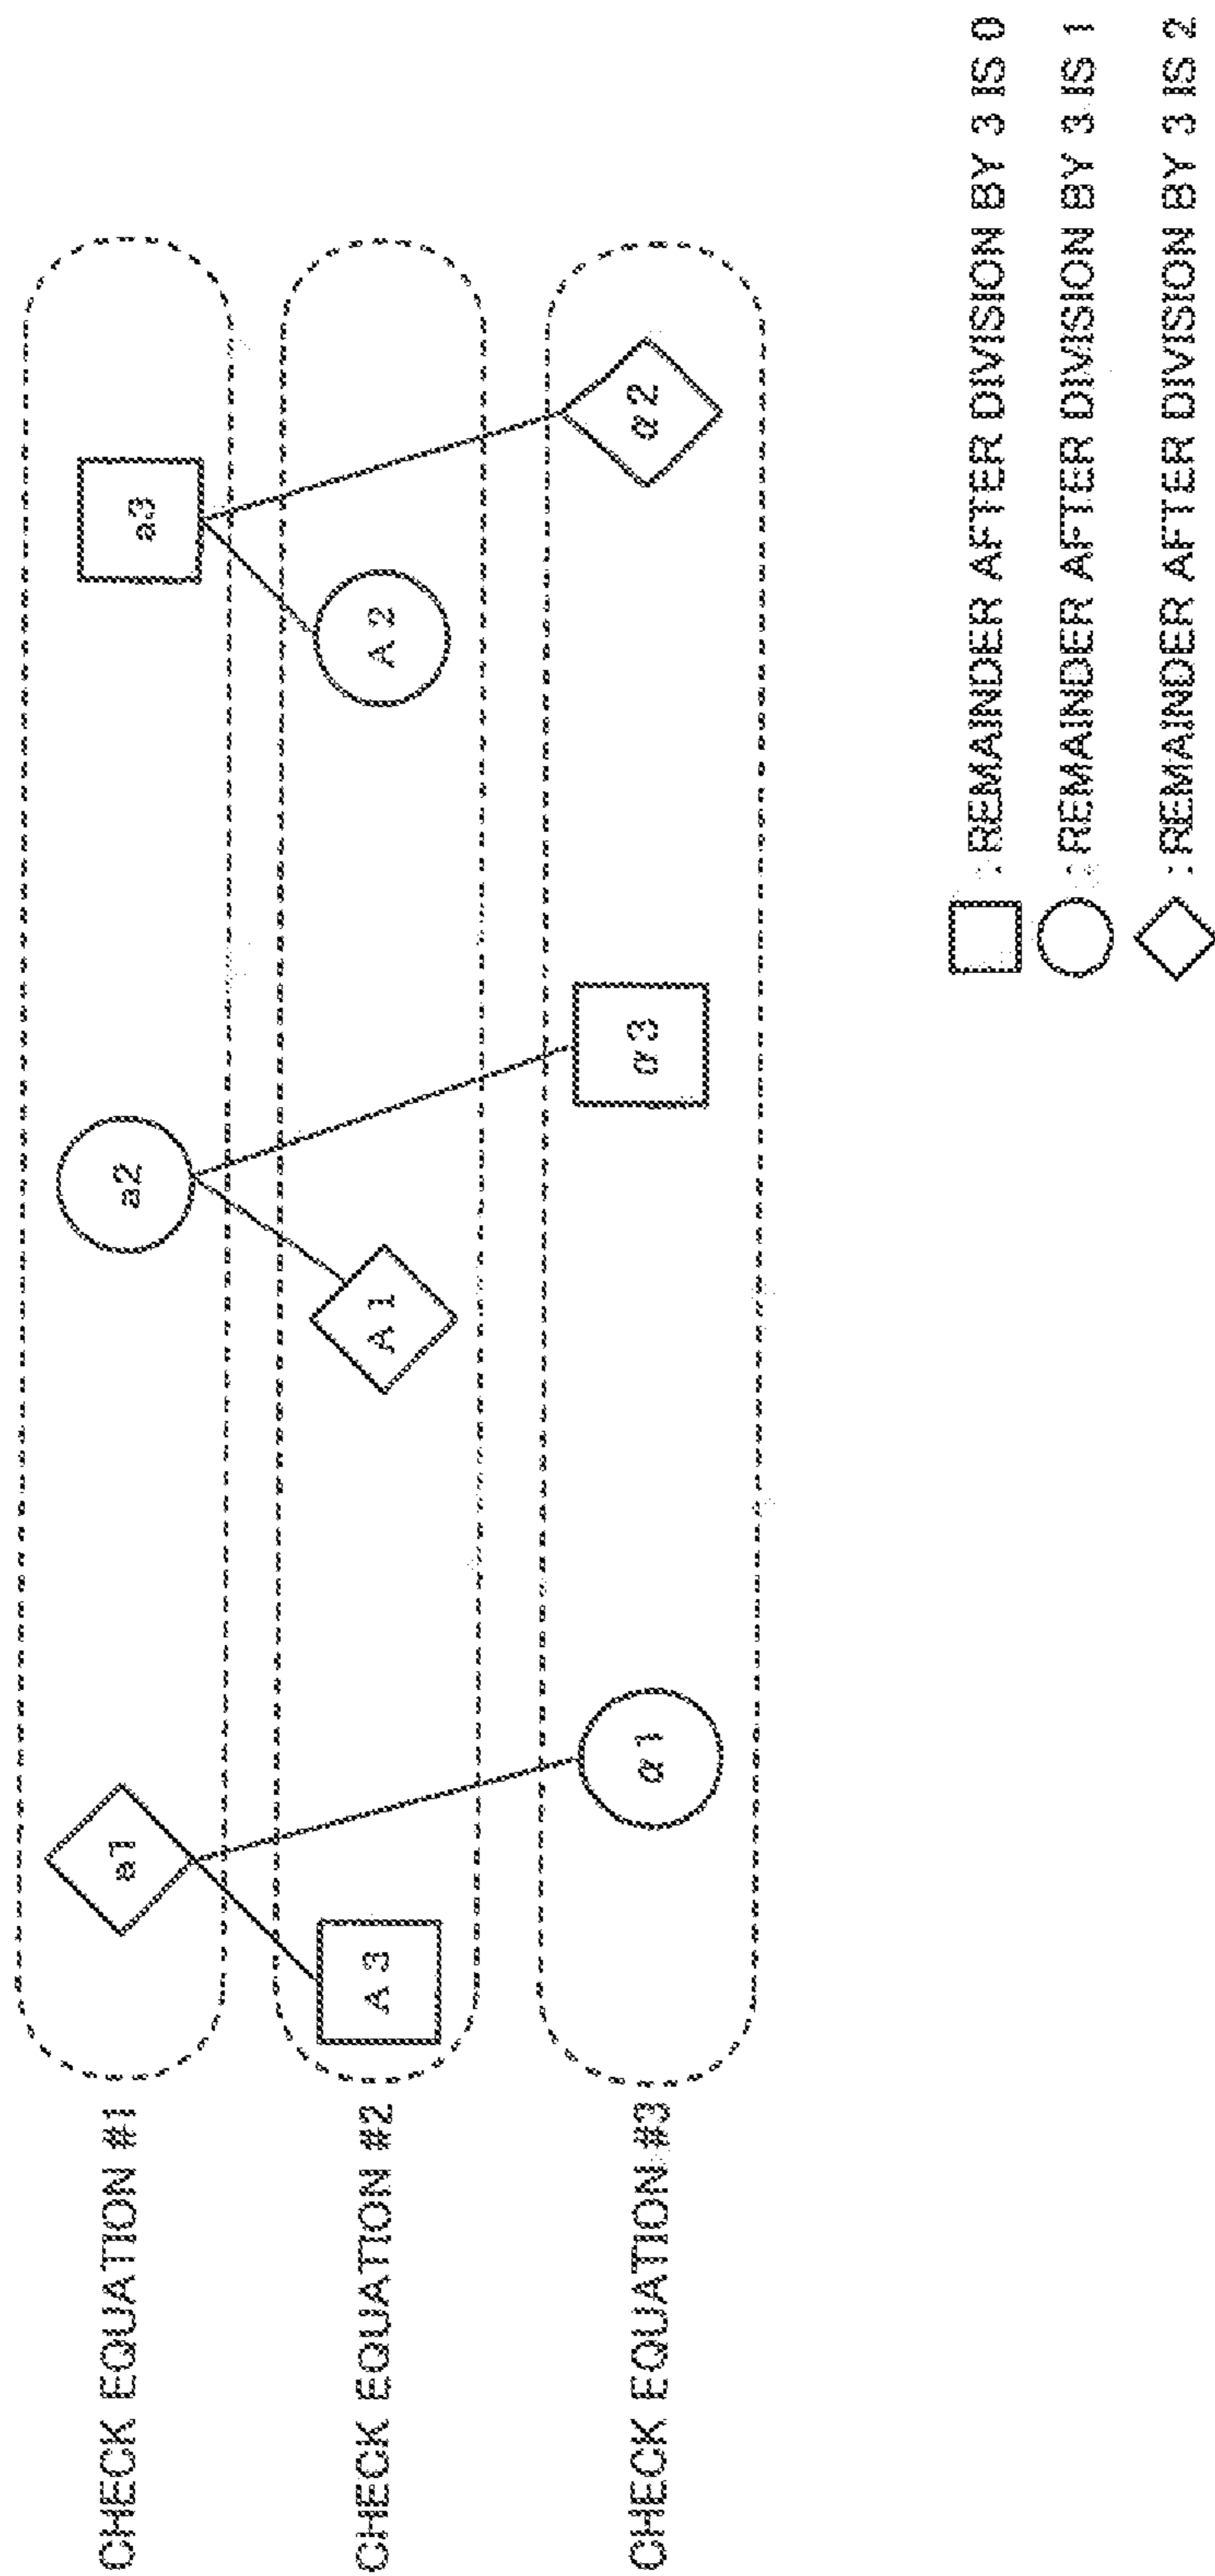 CHECK EQUATION #1
a1
a2
a3
CHECK EQUATION #2
A3
A1
A2
CHECK EQUATION #3
α1
α3
α2
: REMAINDER AFTER DIVISION BY 3 IS 0
: REMAINDER AFTER DIVISION BY 3 IS 1
: REMAINDER AFTER DIVISION BY 3 IS 2